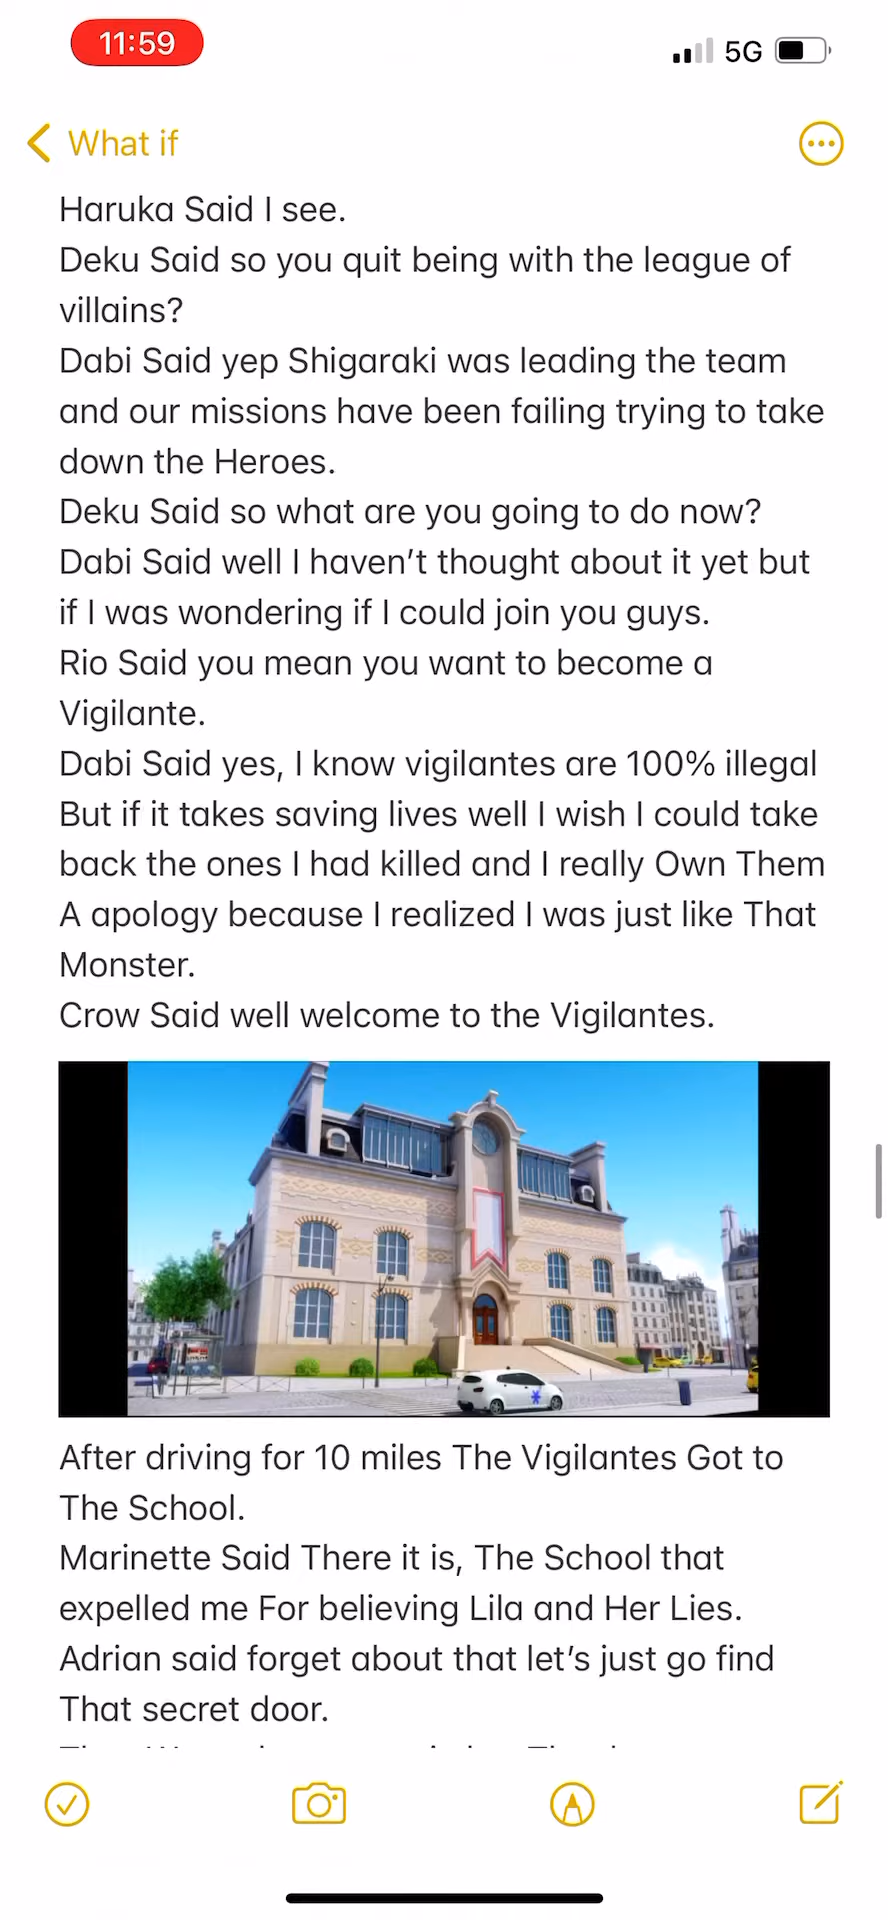 11:59
5G
What if
Haruka Said I see.
Deku Said so you quit being with the league of
villains?
Dabi Said yep Shigaraki was leading the team
and our missions have been failing trying to take
down the Heroes.
Deku Said so what are you going to do now?
Dabi Said well I haven't thought about it yet but
if I was wondering if I could join you guys.
Rio Said you mean you want to become a
Vigilante.
Dabi Said yes, I know vigilantes are 100% illegal
But if it takes saving lives well I wish I could take
back the ones I had killed and I really Own Them
A apology because I realized I was just like That
Monster.
Crow Said well welcome to the Vigilantes.
After driving for 10 miles The Vigilantes Got to
The School.
Marinette Said There it is, The School that
expelled me For believing Lila and Her Lies.
Adrian said forget about that let's just go find
That secret door.